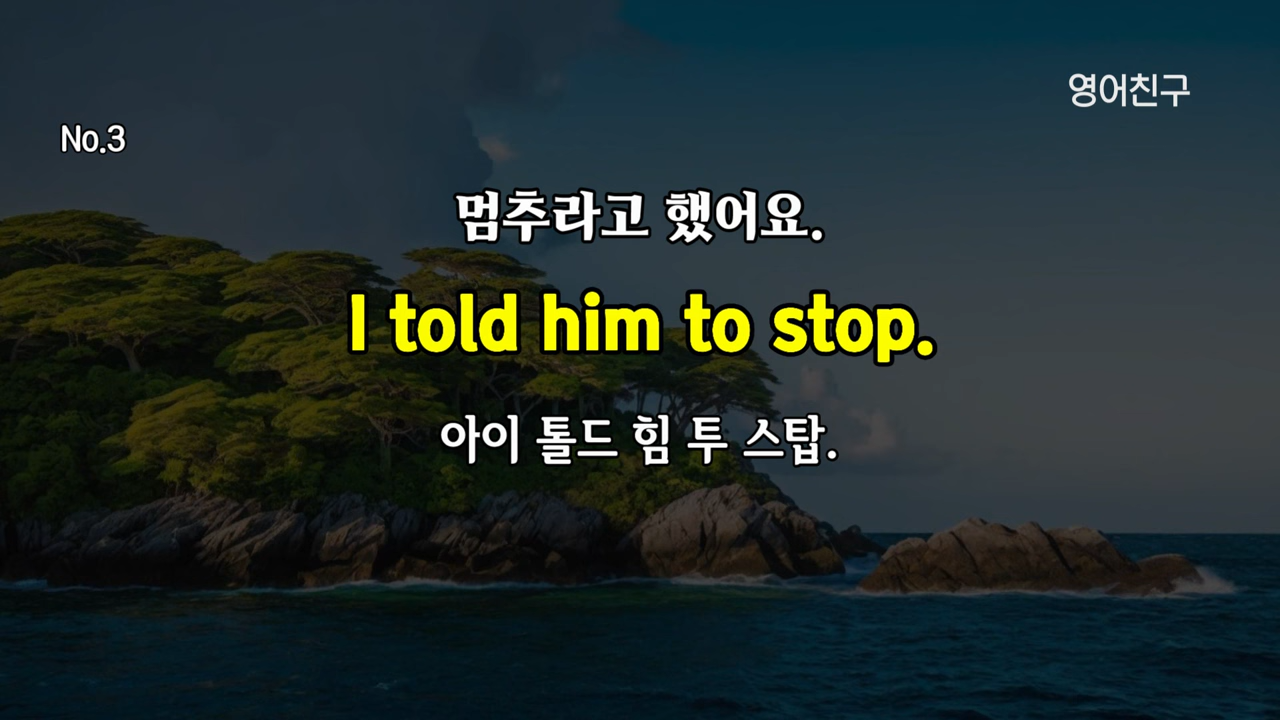 영어친구
No.3
멈추라고 했어요.
I told him to stop.
아이 톨드 힘 투 스탑.